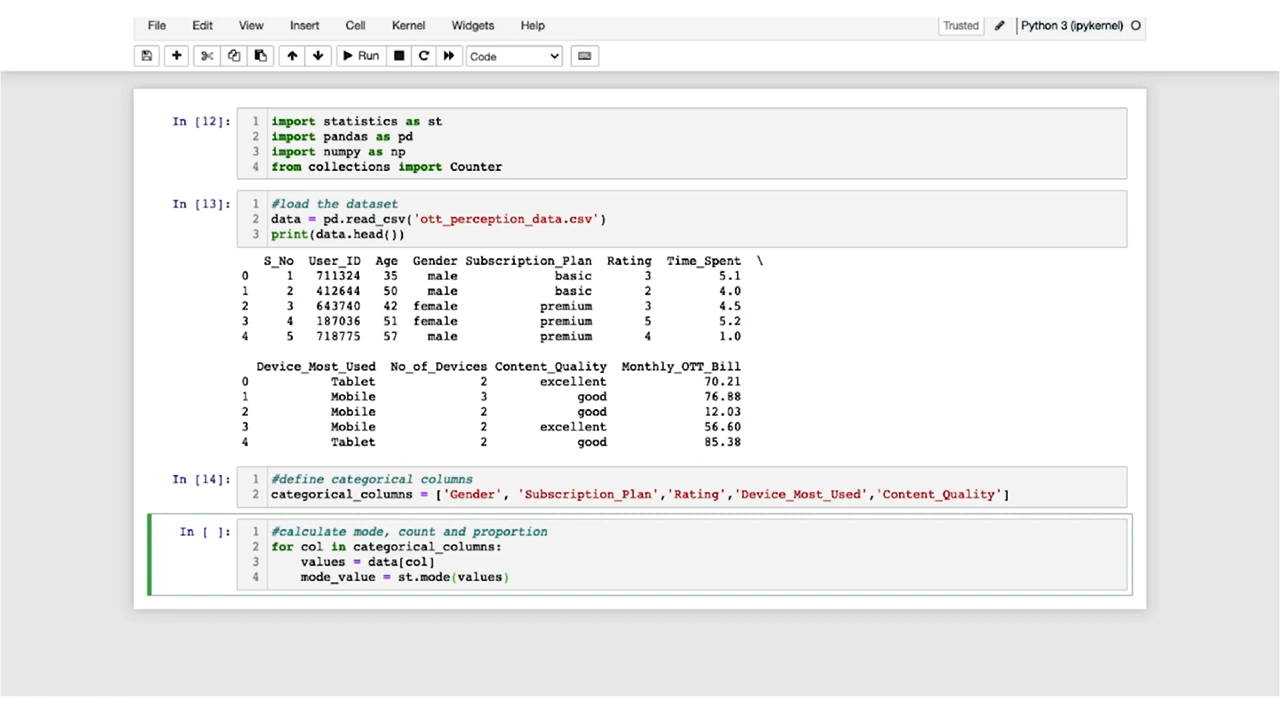 File Edit View Insert Cell Kernel Widgets Help Trusted Python 3 (ipykernel)
Run Code
In [12]: 1 import statistics as st
2 import pandas as pd
3 import numpy as np
4 from collections import Counter
In [13]: 1 #load the dataset
2 data = pd.read_csv('ott_perception_data.csv')
3 print(data.head())
S_No User_ID Age Gender Subscription_Plan Rating Time_Spent \
0 1 711324 35 male basic 3 5.1
1 2 412644 50 male basic 2 4.0
2 3 643740 42 female premium 3 4.5
3 4 187036 51 female premium 5 5.2
4 5 718775 57 male premium 4 1.0
Device_Most_Used No_of_Devices Content_Quality Monthly_OTT_Bill
0 Tablet 2 excellent 70.21
1 Mobile 3 good 76.88
2 Mobile 2 good 12.03
3 Mobile 2 excellent 56.60
4 Tablet 2 good 85.38
In [14]: 1 #define categorical columns
2 categorical_columns = ['Gender', 'Subscription_Plan','Rating','Device_Most_Used','Content_Quality']
In [ ]: 1 #calculate mode, count and proportion
2 for col in categorical_columns:
3 values = data[col]
4 mode_value = st.mode(values)